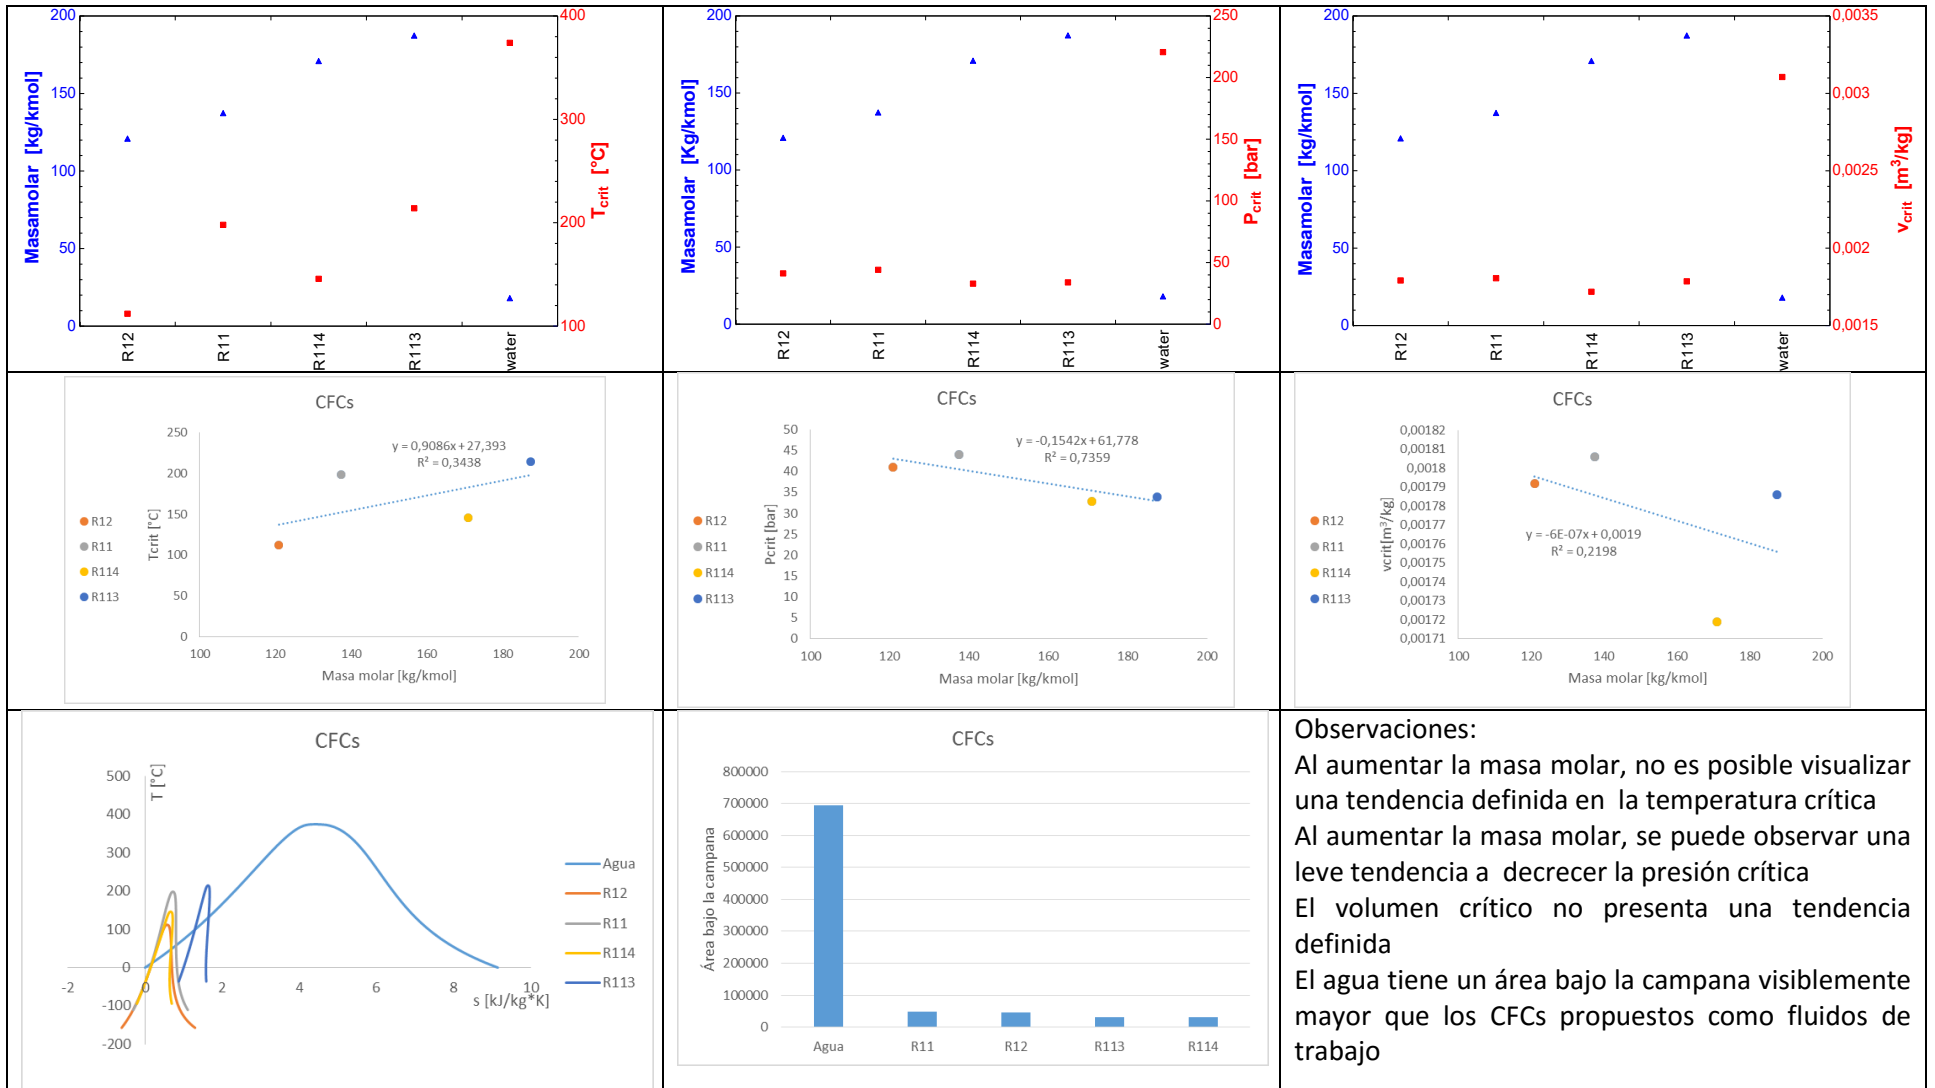 200
150
100
50
0
Masamolar [kg/kmol]
400
300
200
100
Tcrit [°C]
R12
R11
R114
R113
water
200
150
100
50
0
Masamolar [Kg/kmol]
250
200
150
100
50
0
Pcrit [bar]
R12
R11
R114
R113
water
200
150
100
50
0
Masamolar [kg/kmol]
0,0035
0,003
0,0025
0,002
0,0015
vcrit [m3/kg]
R12
R11
R114
R113
water
CFCs
250
200
150
100
50
0
Tcrit [°C]
y = 0,9086x + 27,393
R² = 0,3438
R12
R11
R114
R113
100 120 140 160 180 200
Masa molar [kg/kmol]
CFCs
50
45
40
35
30
25
20
15
10
5
0
Pcrit [bar]
y = -0,1542x + 61,778
R² = 0,7359
R12
R11
R114
R113
100 120 140 160 180 200
Masa molar [kg/kmol]
CFCs
0,00182
0,00181
0,0018
0,00179
0,00178
0,00177
0,00176
0,00175
0,00174
0,00173
0,00172
0,00171
vcrit[m³/kg]
y = -6E-07x + 0,0019
R² = 0,2198
R12
R11
R114
R113
100 120 140 160 180 200
Masa molar [kg/kmol]
CFCs
500
400
300
200
100
0
-100
-200
T [°C]
-2 0 2 4 6 8 10
s [kJ/kg*K]
Agua
R12
R11
R114
R113
CFCs
800000
700000
600000
500000
400000
300000
200000
100000
0
Área bajo la campana
Agua R11 R12 R113 R114
Observaciones:
Al aumentar la masa molar, no es posible visualizar
una tendencia definida en la temperatura crítica
Al aumentar la masa molar, se puede observar una
leve tendencia a decrecer la presión crítica
El volumen crítico no presenta una tendencia
definida
El agua tiene un área bajo la campana visiblemente
mayor que los CFCs propuestos como fluidos de
trabajo